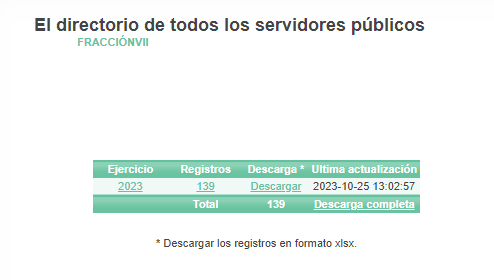 El directorio de todos los servidores públicos
FRACCIÓNVII
Ejercicio Registros Descarga * Ultima actualización
2023 139 Descargar 2023-10-25 13:02:57
Total 139 Descarga completa
* Descargar los registros en formato xlsx.